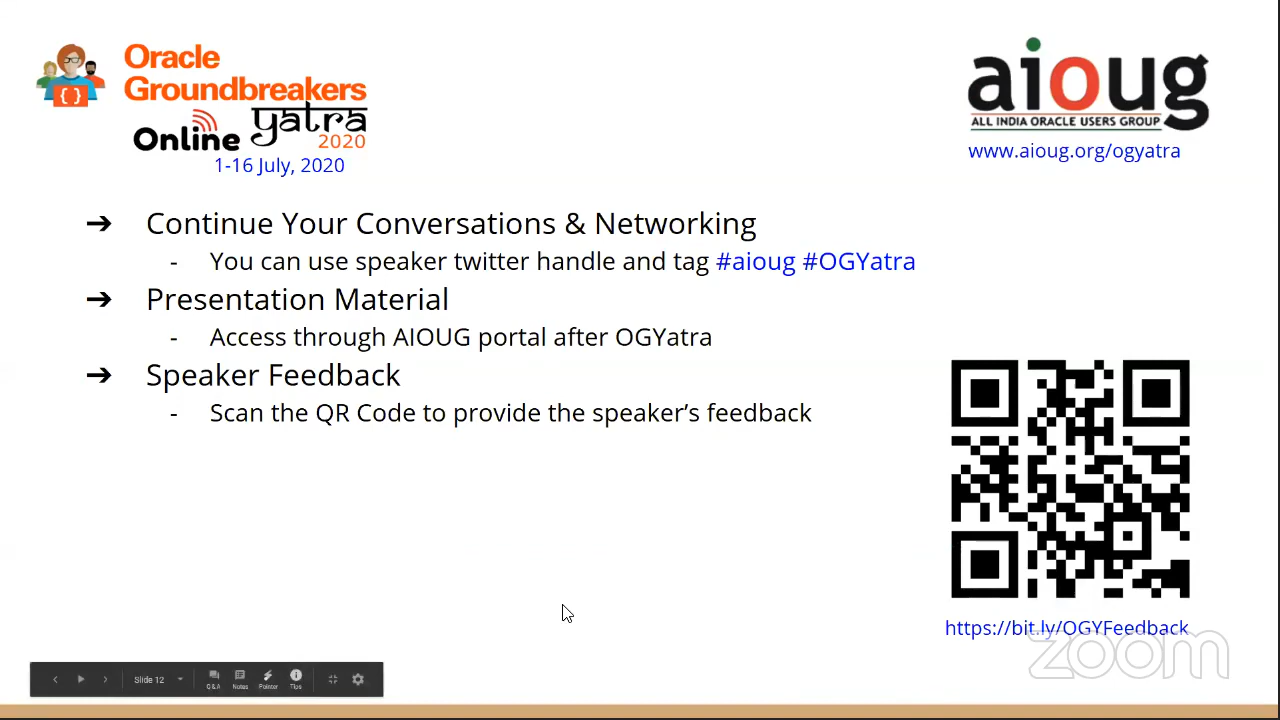 Oracle
Groundbreakers
Online yatra
2020
1-16 July, 2020
{ }
aioug
ALL INDIA ORACLE USERS GROUP
www.aioug.org/ogyatra
➔ Continue Your Conversations & Networking
- You can use speaker twitter handle and tag #aioug #OGYatra
➔ Presentation Material
- Access through AIOUG portal after OGYatra
➔ Speaker Feedback
- Scan the QR Code to provide the speaker's feedback
https://bit.ly/OGYFeedback
zoom
Slide 12
Q&A Notes Pointer Tips